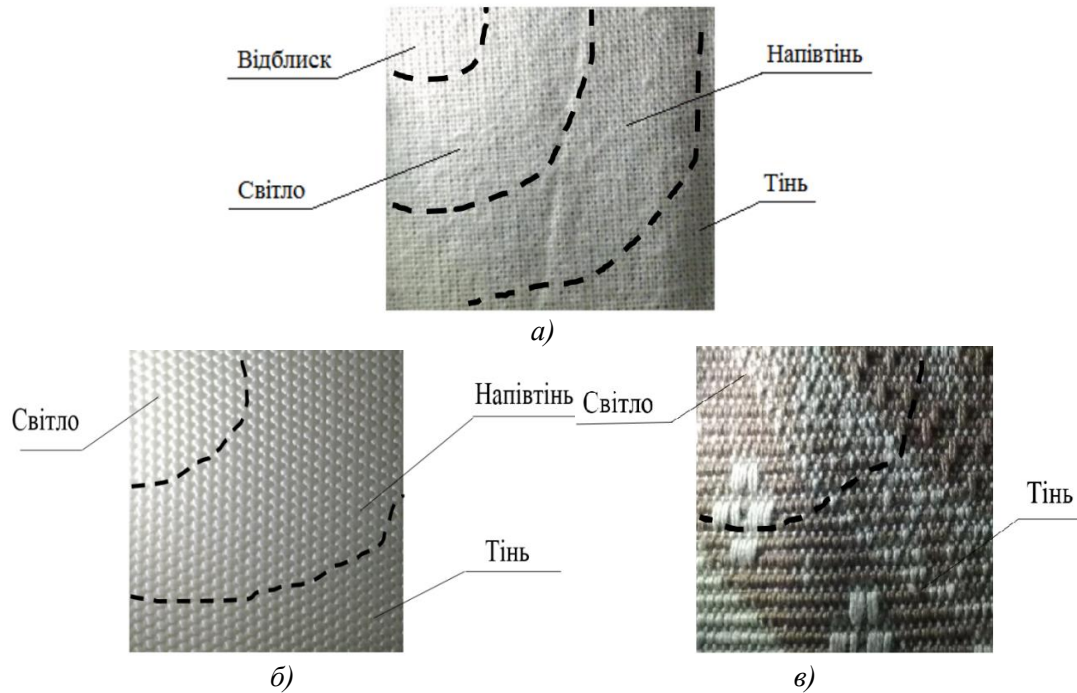 Відблиск
Напівтінь
Світло
Тінь
а)
Світло
Напівтінь
Тінь
б)
Світло
Тінь
в)